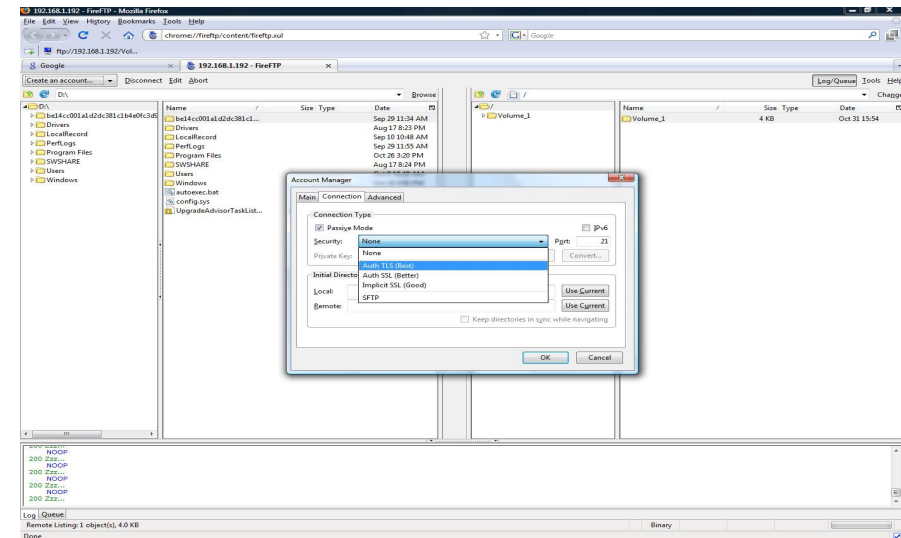 192.168.1.192 - FireFTP - Mozilla Firefox
File Edit View History Bookmarks Tools Help
chrome://fireftp/content/fireftp.xul
G Google
ftp://192.168.1.192/Vol...
Google
192.168.1.192 - FireFTP
Create an account... Disconnect Edit Abort Log/Queue Tools Help
D:\ Browse / Change
D:\
be14cc001a1d2dc381c1b4e0fc3d5
Drivers
LocalRecord
PerfLogs
Program Files
SWSHARE
Users
Windows
Name Size Type Date
be14cc001a1d2dc381c1... Sep 29 11:34 AM
Drivers Aug 17 8:23 PM
LocalRecord Sep 10 10:48 AM
PerfLogs Sep 29 11:55 AM
Program Files Oct 26 3:20 PM
SWSHARE Aug 17 8:24 PM
Users
Windows
autoexec.bat
config.sys
UpgradeAdvisorTaskList...
/
Volume_1
Name Size Type Date
Volume_1 4 KB Oct 31 15:54
Account Manager
Main Connection Advanced
Connection Type
Passive Mode IPv6
Security: None Port: 21
Private Key: Convert...
None
Auth TLS (Best)
Auth SSL (Better)
Implicit SSL (Good)
SFTP
Initial Directo
Local: Use Current
Remote: Use Current
Keep directories in sync while navigating
OK Cancel
200 Zzz...
NOOP
200 Zzz...
NOOP
200 Zzz...
NOOP
200 Zzz...
NOOP
200 Zzz...
Log Queue
Remote Listing: 1 object(s), 4.0 KB Binary
Done